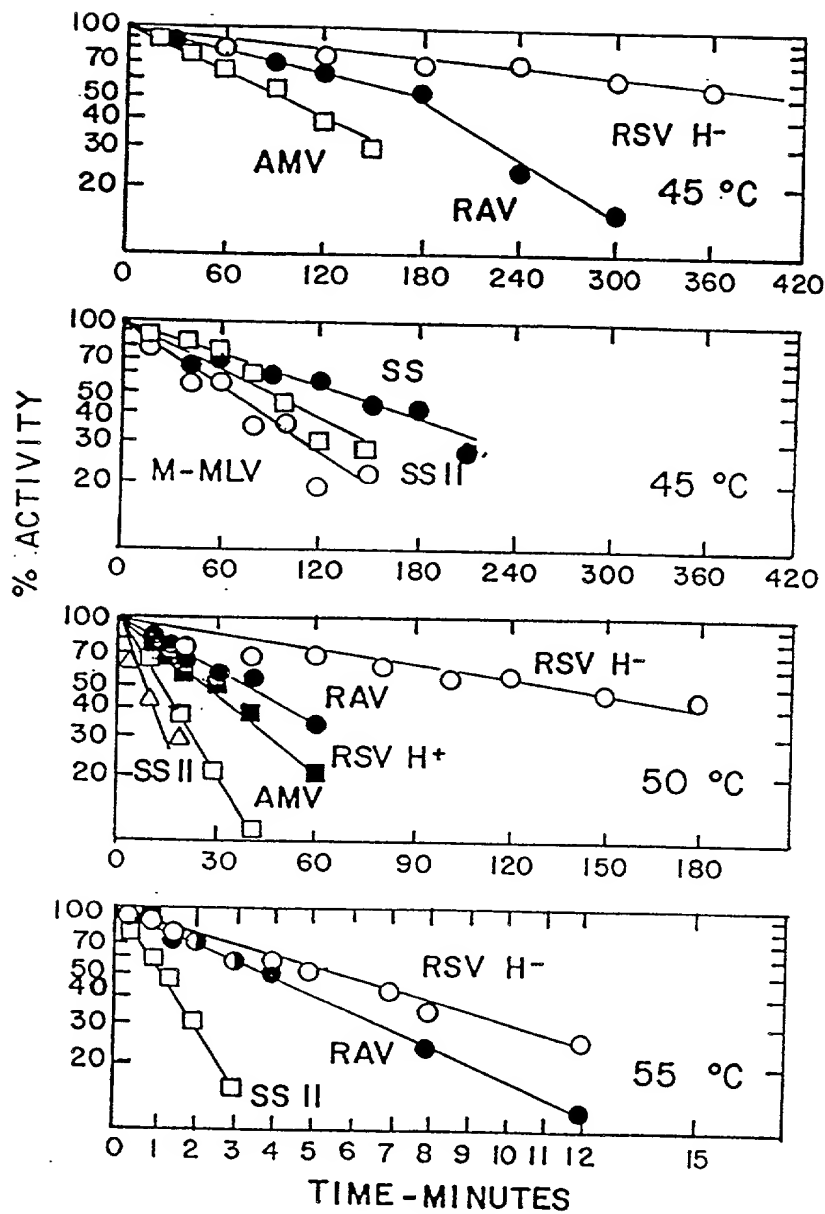 100
70
50
40
30
20
AMV
RAV
RSV H-
45 °C
0 60 120 180 240 300 360 420
100
70
50
40
30
20
SS
M-MLV
SS II
45 °C
0 60 120 180 240 300 360 420
% ACTIVITY
100
70
50
40
30
20
RSV H-
RAV
RSV H+
SS II
AMV
50 °C
0 30 60 90 120 150 180
100
70
50
40
30
20
RSV H-
RAV
SS II
55 °C
0 1 2 3 4 5 6 7 8 9 10 11 12 15
TIME-MINUTES